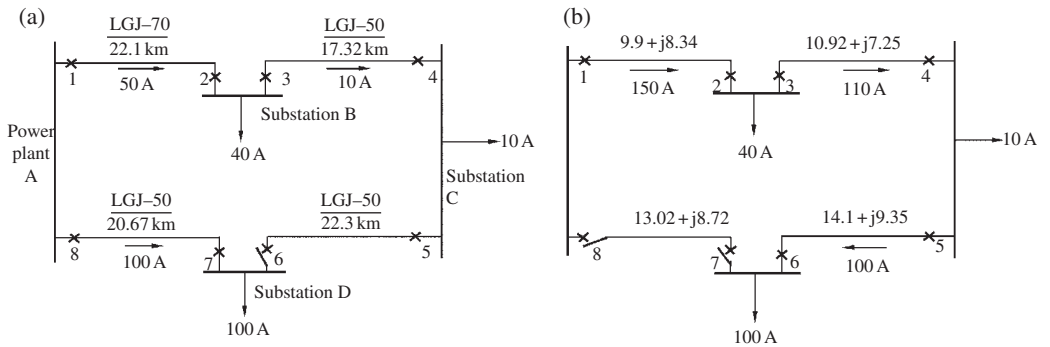 (a)
LGJ–70
22.1 km
50 A
1
2
LGJ–50
17.32 km
10 A
3
4
Substation B
40 A
Power
plant
A
10 A
Substation
C
LGJ–50
20.67 km
100 A
8
7
LGJ–50
22.3 km
6
5
Substation D
100 A
(b)
9.9 + j8.34
150 A
1
2
10.92 + j7.25
110 A
3
4
40 A
10 A
13.02 + j8.72
8
7
14.1 + j9.35
100 A
6
5
100 A